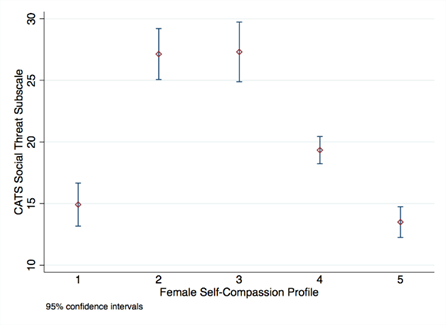 CATS Social Threat Subscale
30
25
20
15
10
1 2 3 4 5
Female Self-Compassion Profile
95% confidence intervals